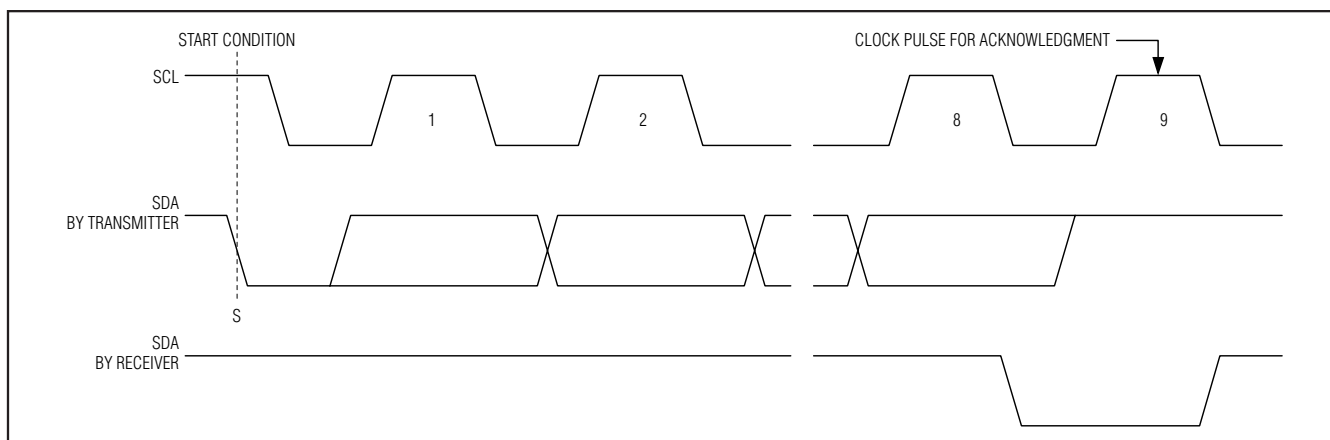 START CONDITION
CLOCK PULSE FOR ACKNOWLEDGMENT
SCL
1
2
8
9
SDA
BY TRANSMITTER
S
SDA
BY RECEIVER